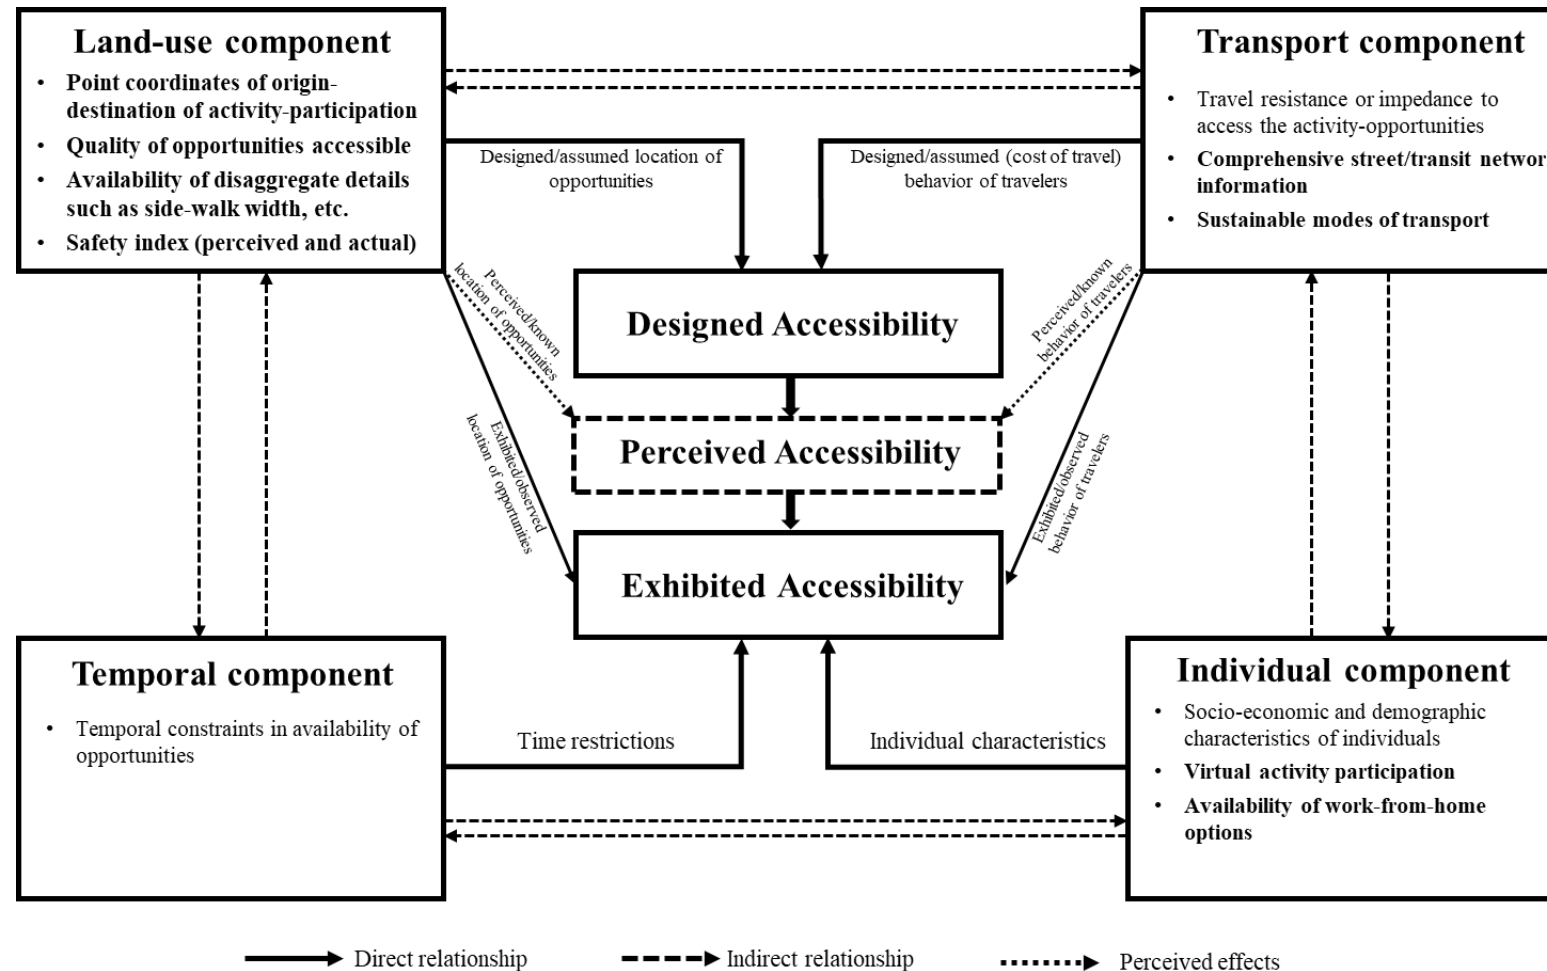 Land-use component
• Point coordinates of origin-
destination of activity-participation
• Quality of opportunities accessible
• Availability of disaggregate details
such as side-walk width, etc.
• Safety index (perceived and actual)
Transport component
• Travel resistance or impedance to
access the activity-opportunities
• Comprehensive street/transit network
information
• Sustainable modes of transport
Designed/assumed location of
opportunities
Designed/assumed (cost of travel)
behavior of travelers
Perceived/known
location of opportunities
Perceived/known
behavior of travelers
Designed Accessibility
Perceived Accessibility
Exhibited/observed
location of opportunities
Exhibited/observed
behavior of travelers
Exhibited Accessibility
Temporal component
• Temporal constraints in availability of
opportunities
Time restrictions
Individual characteristics
Individual component
• Socio-economic and demographic
characteristics of individuals
• Virtual activity participation
• Availability of work-from-home
options
Direct relationship
Indirect relationship
Perceived effects